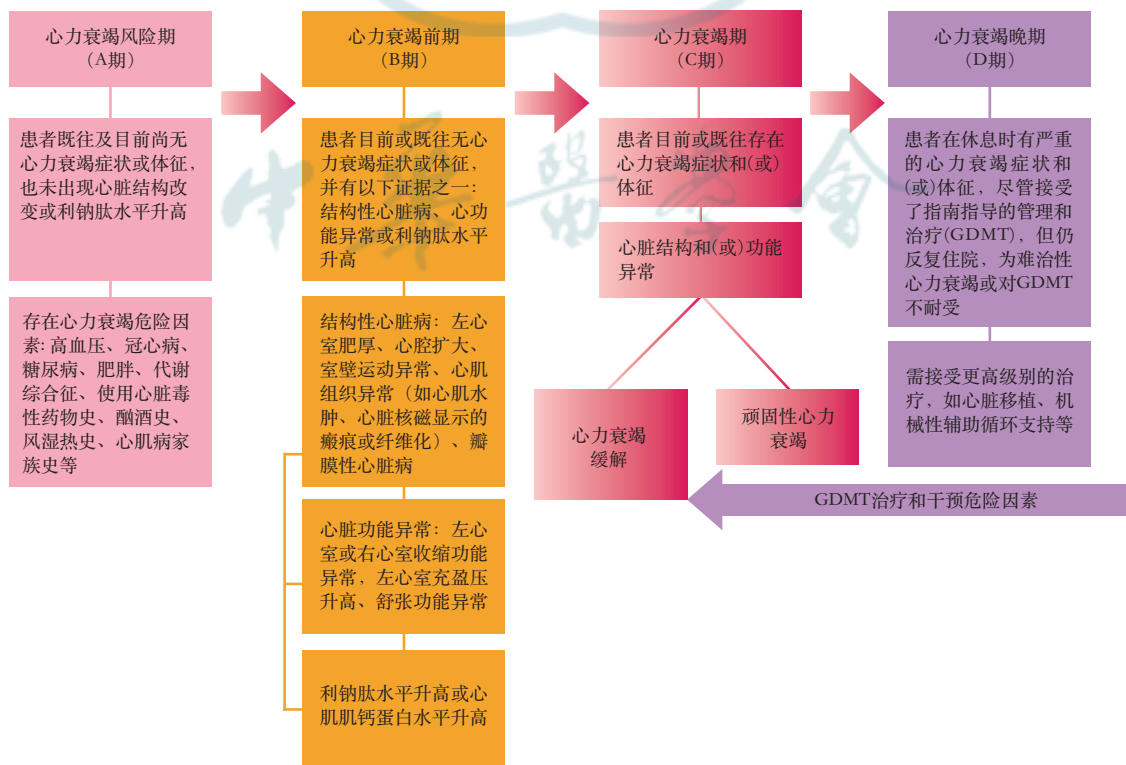 心力衰竭风险期
（A期）
患者既往及目前尚无
心力衰竭症状或体征，
也未出现心脏结构改
变或利钠肽水平升高
存在心力衰竭危险因
素：高血压、冠心病、
糖尿病、肥胖、代谢
综合征、使用心脏毒
性药物史、酗酒史、
风湿热史、心肌病家
族史等
心力衰竭前期
（B期）
患者目前或既往无心
力衰竭症状或体征，
并有以下证据之一：
结构性心脏病、心功
能异常或利钠肽水平
升高
结构性心脏病：左心
室肥厚、心腔扩大、
室壁运动异常、心肌
组织异常（如心肌水
肿、心脏核磁显示的
瘢痕或纤维化）、瓣
膜性心脏病
心脏功能异常：左心
室或右心室收缩功能
异常，左心室充盈压
升高、舒张功能异常
利钠肽水平升高或心
肌肌钙蛋白水平升高
心力衰竭期
（C期）
患者目前或既往存在
心力衰竭症状和(或)
体征
心脏结构和(或)功能
异常
心力衰竭
缓解
顽固性心力
衰竭
心力衰竭晚期
（D期）
患者在休息时有严重
的心力衰竭症状和
(或)体征，尽管接受
了指南指导的管理和
治疗(GDMT)，但仍
反复住院，为难治性
心力衰竭或对GDMT
不耐受
需接受更高级别的治
疗，如心脏移植、机
械性辅助循环支持等
GDMT治疗和干预危险因素
中華醫學會